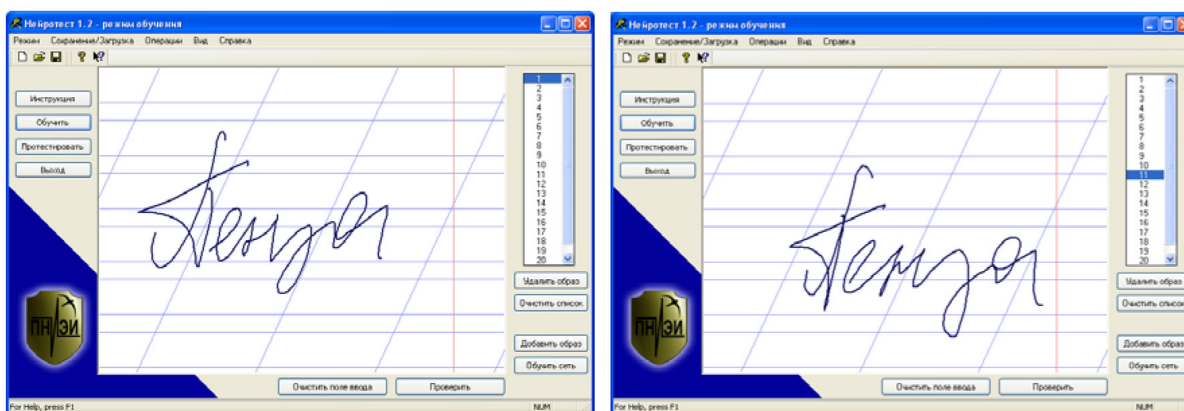 Нейротест 1.2 - режим обучения
Режим Сохранение/Загрузка Операции Вид Справка
Инструкция
Обучить
Протестировать
Выход
Пенза
1
2
3
4
5
6
7
8
9
10
11
12
13
14
15
16
17
18
19
20
Удалить образ
Очистить список
Добавить образ
Обучить сеть
ПНИЭИ
Очистить поле ввода Проверить
For Help, press F1 NUM
Нейротест 1.2 - режим обучения
Режим Сохранение/Загрузка Операции Вид Справка
Инструкция
Обучить
Протестировать
Выход
Пенза
1
2
3
4
5
6
7
8
9
10
11
12
13
14
15
16
17
18
19
20
Удалить образ
Очистить список
Добавить образ
Обучить сеть
ПНИЭИ
Очистить поле ввода Проверить
For Help, press F1 NUM